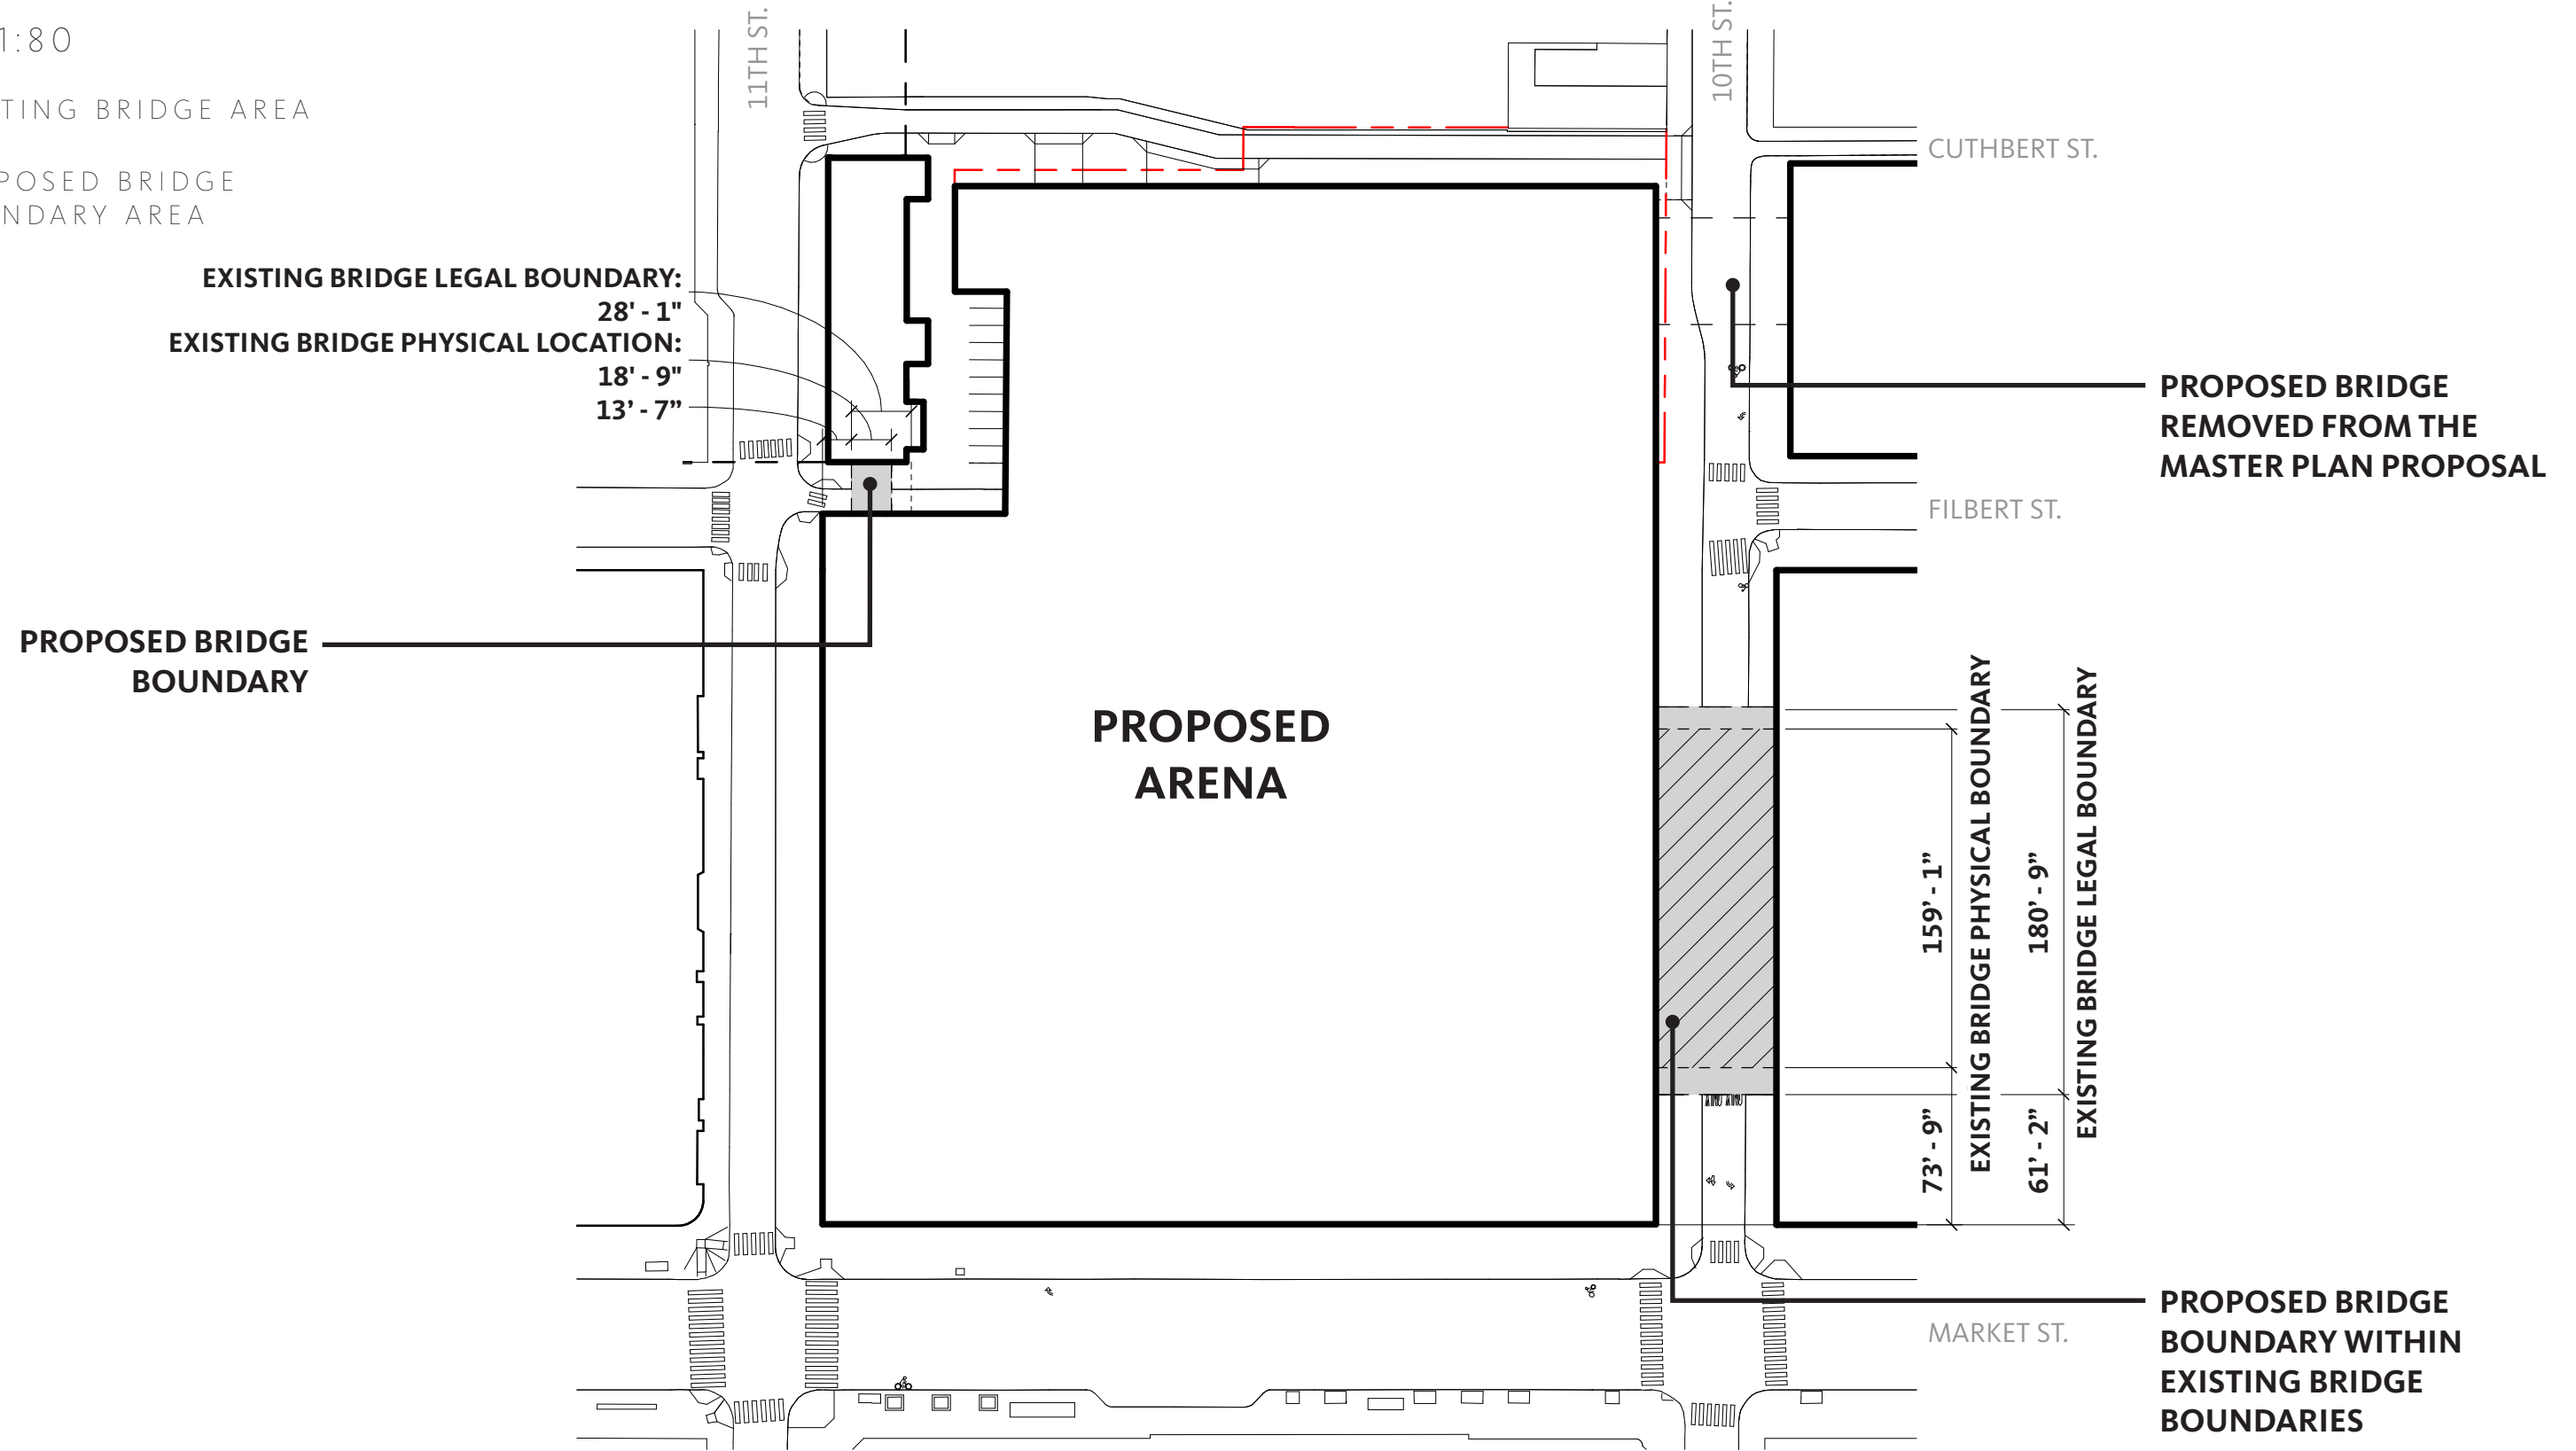 1:80
TING BRIDGE AREA
POSED BRIDGE
NDARY AREA
11TH ST.
10TH ST.
CUTHBERT ST.
EXISTING BRIDGE LEGAL BOUNDARY:
28' - 1"
EXISTING BRIDGE PHYSICAL LOCATION:
18' - 9"
13’ - 7”
PROPOSED BRIDGE
REMOVED FROM THE
MASTER PLAN PROPOSAL
FILBERT ST.
PROPOSED BRIDGE
BOUNDARY
PROPOSED
ARENA
159’ - 1”
73’ - 9”
EXISTING BRIDGE PHYSICAL BOUNDARY
180’ - 9”
61’ - 2”
EXISTING BRIDGE LEGAL BOUNDARY
MARKET ST.
PROPOSED BRIDGE
BOUNDARY WITHIN
EXISTING BRIDGE
BOUNDARIES